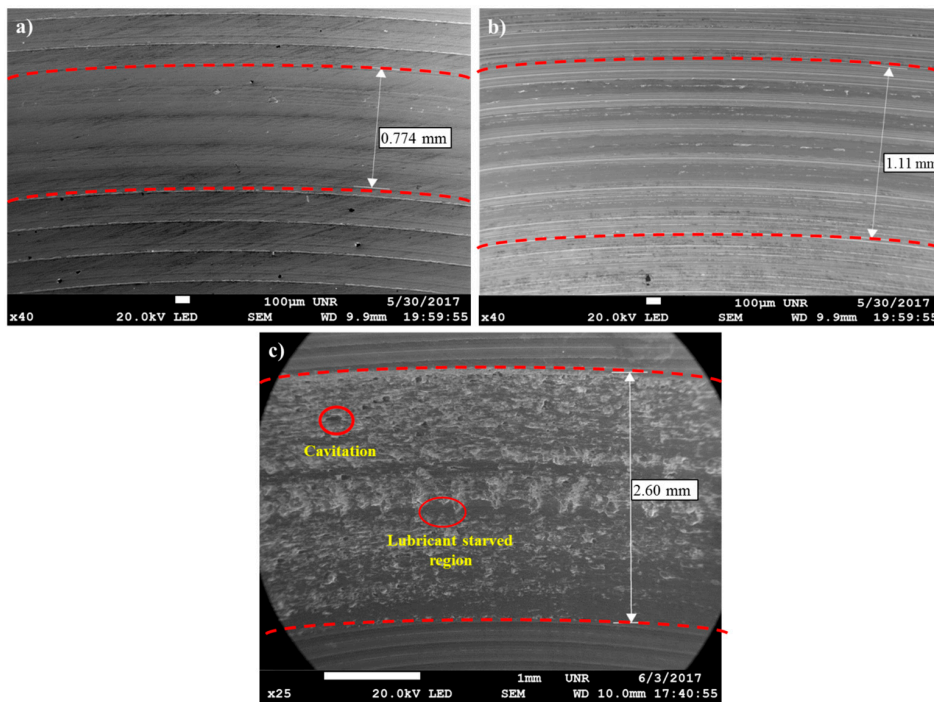 a)
0.774 mm
100μm UNR 5/30/2017
x40 20.0kV LED SEM WD 9.9mm 19:59:55
b)
1.11 mm
100μm UNR 5/30/2017
x40 20.0kV LED SEM WD 9.9mm 19:59:55
c)
Cavitation
2.60 mm
Lubricant starved
region
1mm UNR 6/3/2017
x25 20.0kV LED SEM WD 10.0mm 17:40:55